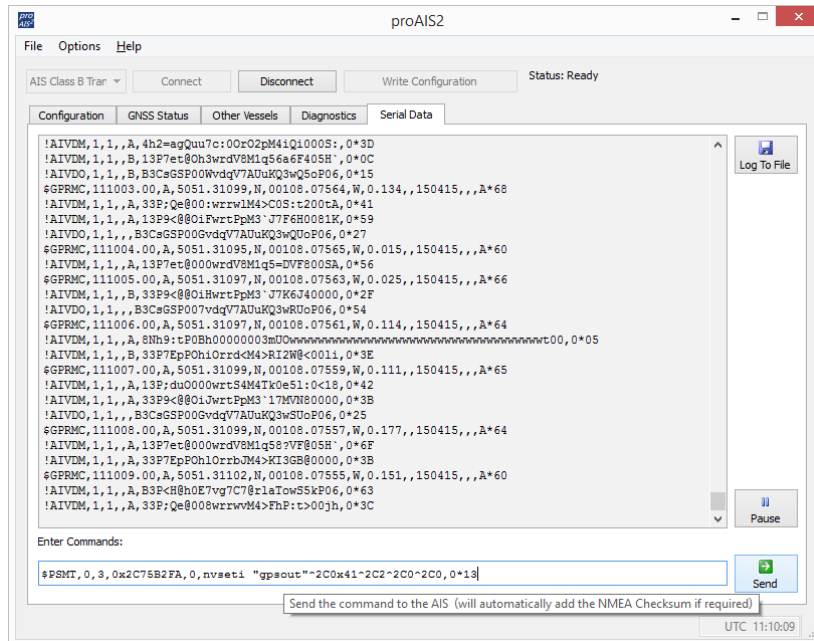 pro
AIS2
proAIS2
File Options Help
AIS Class B Tran Connect Disconnect Write Configuration Status: Ready
Configuration GNSS Status Other Vessels Diagnostics Serial Data
!AIVDM,1,1,,A,4h2=agQuu7c:0OrO2pM4iQi000S:,0*3D
!AIVDM,1,1,,B,13P7et@0h3wrdV8M1q56a6F405H`,0*0C
!AIVDO,1,1,,B,B3CsGSP00WvdqV7AUuKQ3wQ5oP06,0*15
$GPRMC,111003.00,A,5051.31099,N,00108.07564,W,0.134,,150415,,,A*68
!AIVDM,1,1,,A,33P;Qe@00:wrrwlM4>C0S:t200tA,0*41
!AIVDM,1,1,,A,13P9<@@0iFwrtPpM3`J7F6H0081K,0*59
!AIVDO,1,1,,,B3CsGSP00GvdqV7AUuKQ3wQUoP06,0*27
$GPRMC,111004.00,A,5051.31095,N,00108.07565,W,0.015,,150415,,,A*60
!AIVDM,1,1,,A,13P7et@000wrdV8M1q5=DVF800SA,0*56
$GPRMC,111005.00,A,5051.31097,N,00108.07563,W,0.025,,150415,,,A*66
!AIVDM,1,1,,B,33P9<@@0iHwrtPpM3`J7K6J40000,0*2F
!AIVDO,1,1,,,B3CsGSP007vdqV7AUuKQ3wRUoP06,0*54
$GPRMC,111006.00,A,5051.31097,N,00108.07561,W,0.114,,150415,,,A*64
!AIVDM,1,1,,A,8Nh9:tP0Bh00000003mUOwwwwwwwwwwwwwwwwwwwwwwwwwwwwwwwwwwwwt00,0*05
!AIVDM,1,1,,B,33P7EpPOhiOrrd<M4>RI2W@<001i,0*3E
$GPRMC,111007.00,A,5051.31099,N,00108.07559,W,0.111,,150415,,,A*65
!AIVDM,1,1,,A,13P;duO000wrtS4M4Tk0e51:0<18,0*42
!AIVDM,1,1,,A,33P9<@@0iJwrtPpM3`17MVN80000,0*3B
!AIVDO,1,1,,,B3CsGSP00GvdqV7AUuKQ3wSUoP06,0*25
$GPRMC,111008.00,A,5051.31099,N,00108.07557,W,0.177,,150415,,,A*64
!AIVDM,1,1,,A,13P7et@000wrdV8M1q58?VF@05H`,0*6F
!AIVDM,1,1,,A,33P7EpPOhlOrrbJM4>KI3GB@0000,0*3B
$GPRMC,111009.00,A,5051.31102,N,00108.07555,W,0.151,,150415,,,A*60
!AIVDM,1,1,,A,B3P<H@h0E7vg7C7@rlaTowS5kP06,0*63
!AIVDM,1,1,,A,33P;Qe@008wrrwvM4>FhP:t>00jh,0*3C
Log To File
Pause
Enter Commands:
$PSMT,0,3,0x2C75B2FA,0,nvseti "gpsout"^2C0x41^2C2^2C0^2C0,0*13
Send
Send the command to the AIS (will automatically add the NMEA Checksum if required)
UTC 11:10:09